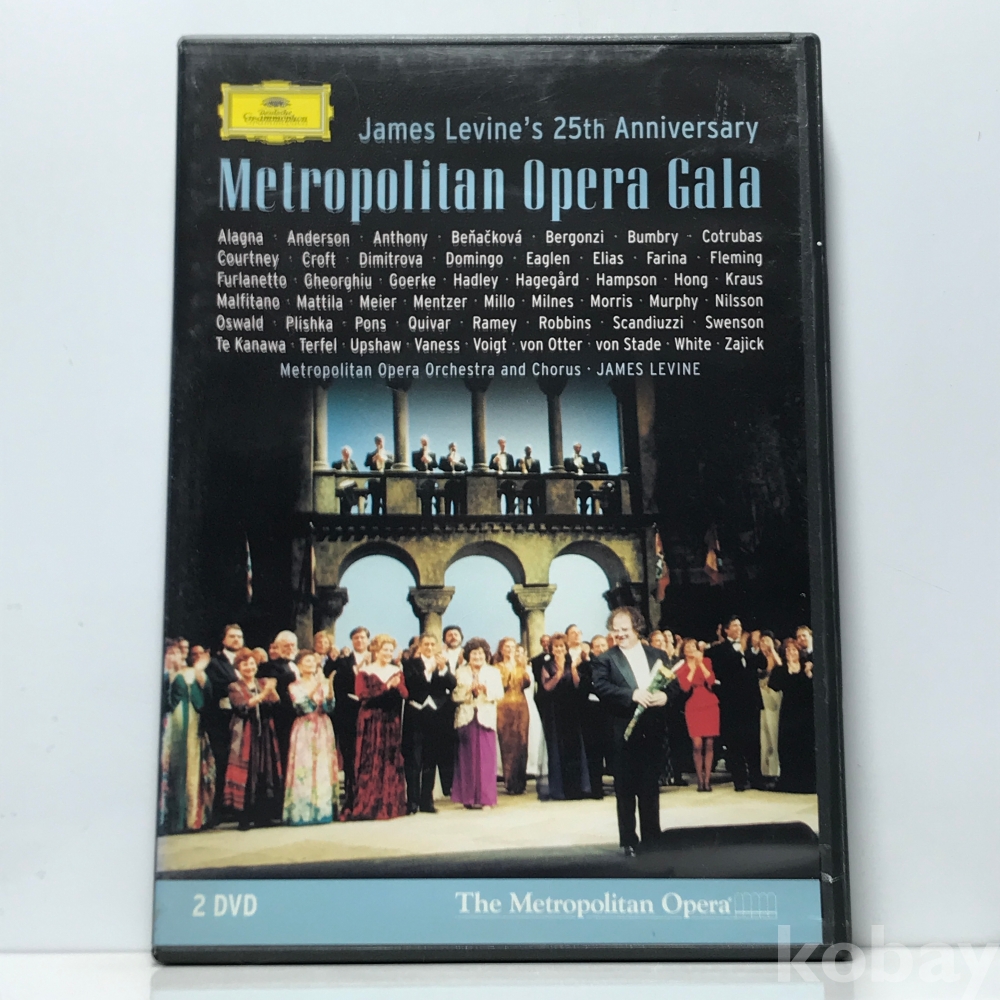 Deutsche
Grammophon
James Levine's 25th Anniversary
Metropolitan Opera Gala
Alagna · Anderson · Anthony · Beňačková · Bergonzi · Bumbry · Cotrubas
Courtney · Croft · Dimitrova · Domingo · Eaglen · Elias · Farina · Fleming
Furlanetto · Gheorghiu · Goerke · Hadley · Hagegård · Hampson · Hong · Kraus
Malfitano · Mattila · Meier · Mentzer · Millo · Milnes · Morris · Murphy · Nilsson
Oswald · Plishka · Pons · Quivar · Ramey · Robbins · Scandiuzzi · Swenson
Te Kanawa · Terfel · Upshaw · Vaness · Voigt · von Otter · von Stade · White · Zajick
Metropolitan Opera Orchestra and Chorus · JAMES LEVINE
2 DVD
The Metropolitan Opera
kobay